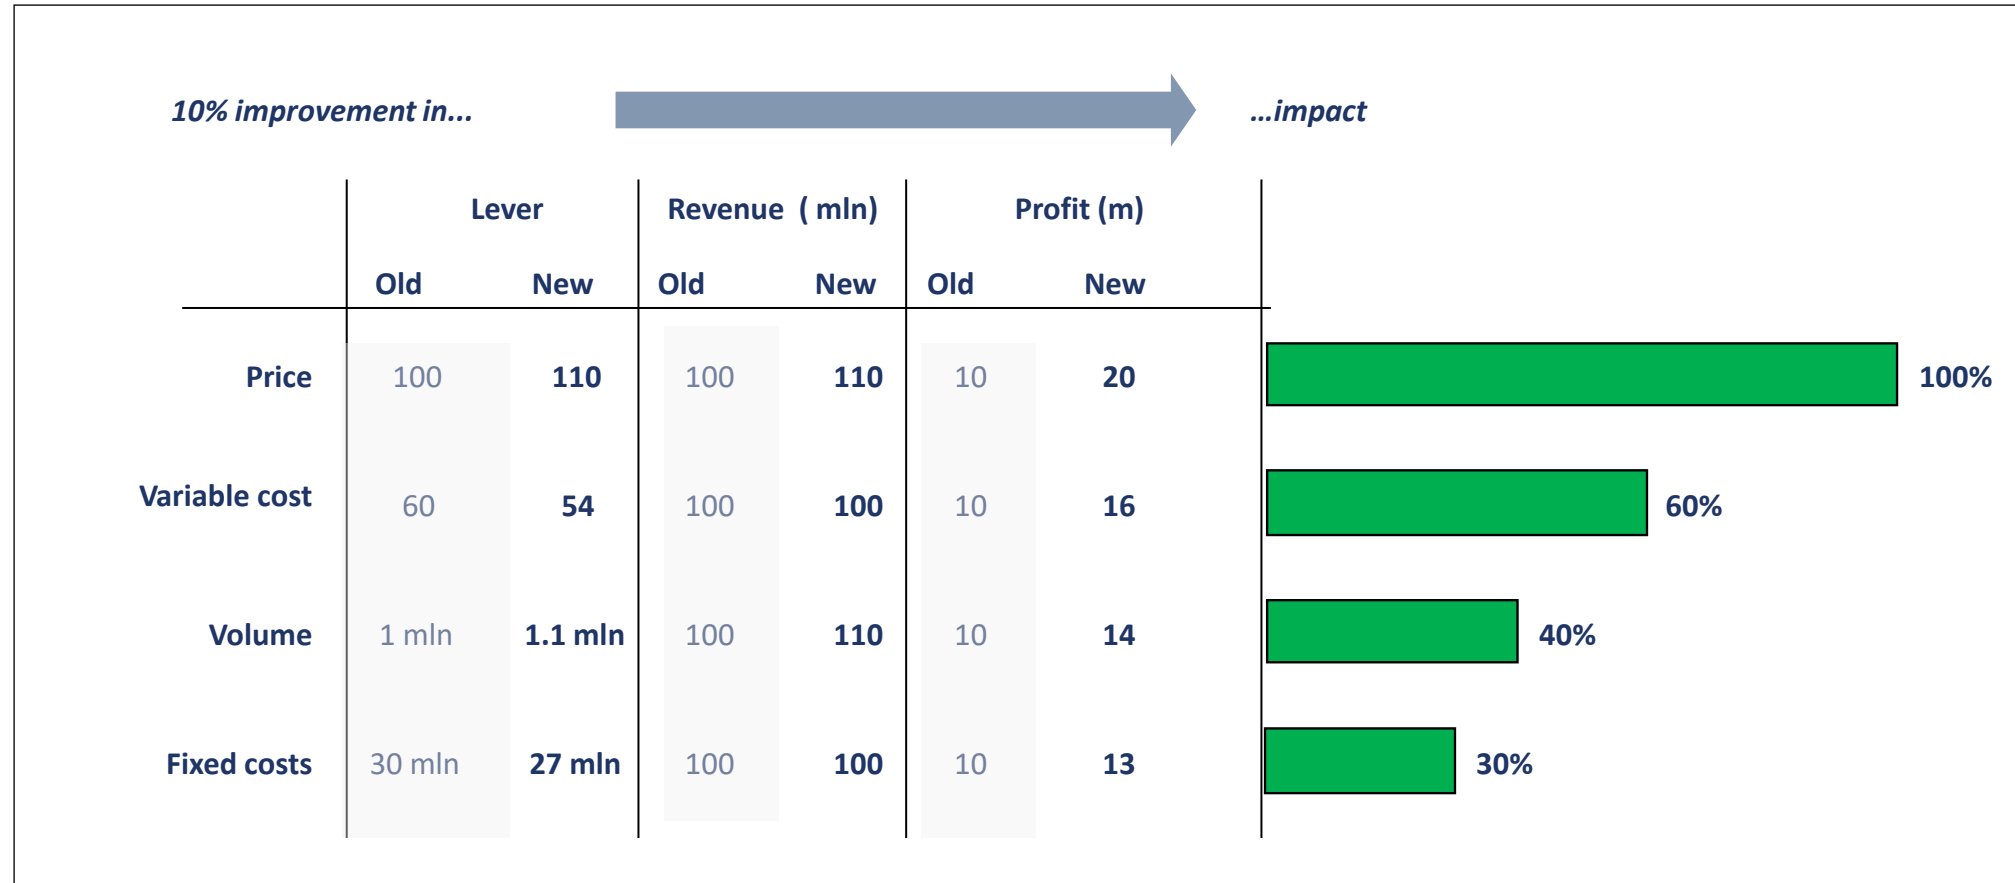 10% improvement in... ...impact
Lever Revenue ( mln) Profit (m)
Old New Old New Old New
Price 100 110 100 110 10 20 100%
Variable cost 60 54 100 100 10 16 60%
Volume 1 mln 1.1 mln 100 110 10 14 40%
Fixed costs 30 mln 27 mln 100 100 10 13 30%